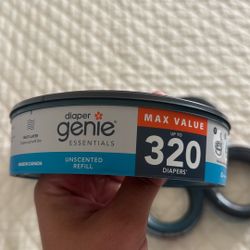 diaper
genie
ESSENTIALS
UNSCENTED
REFILL
MAX VALUE
UP TO
320
DIAPERS*